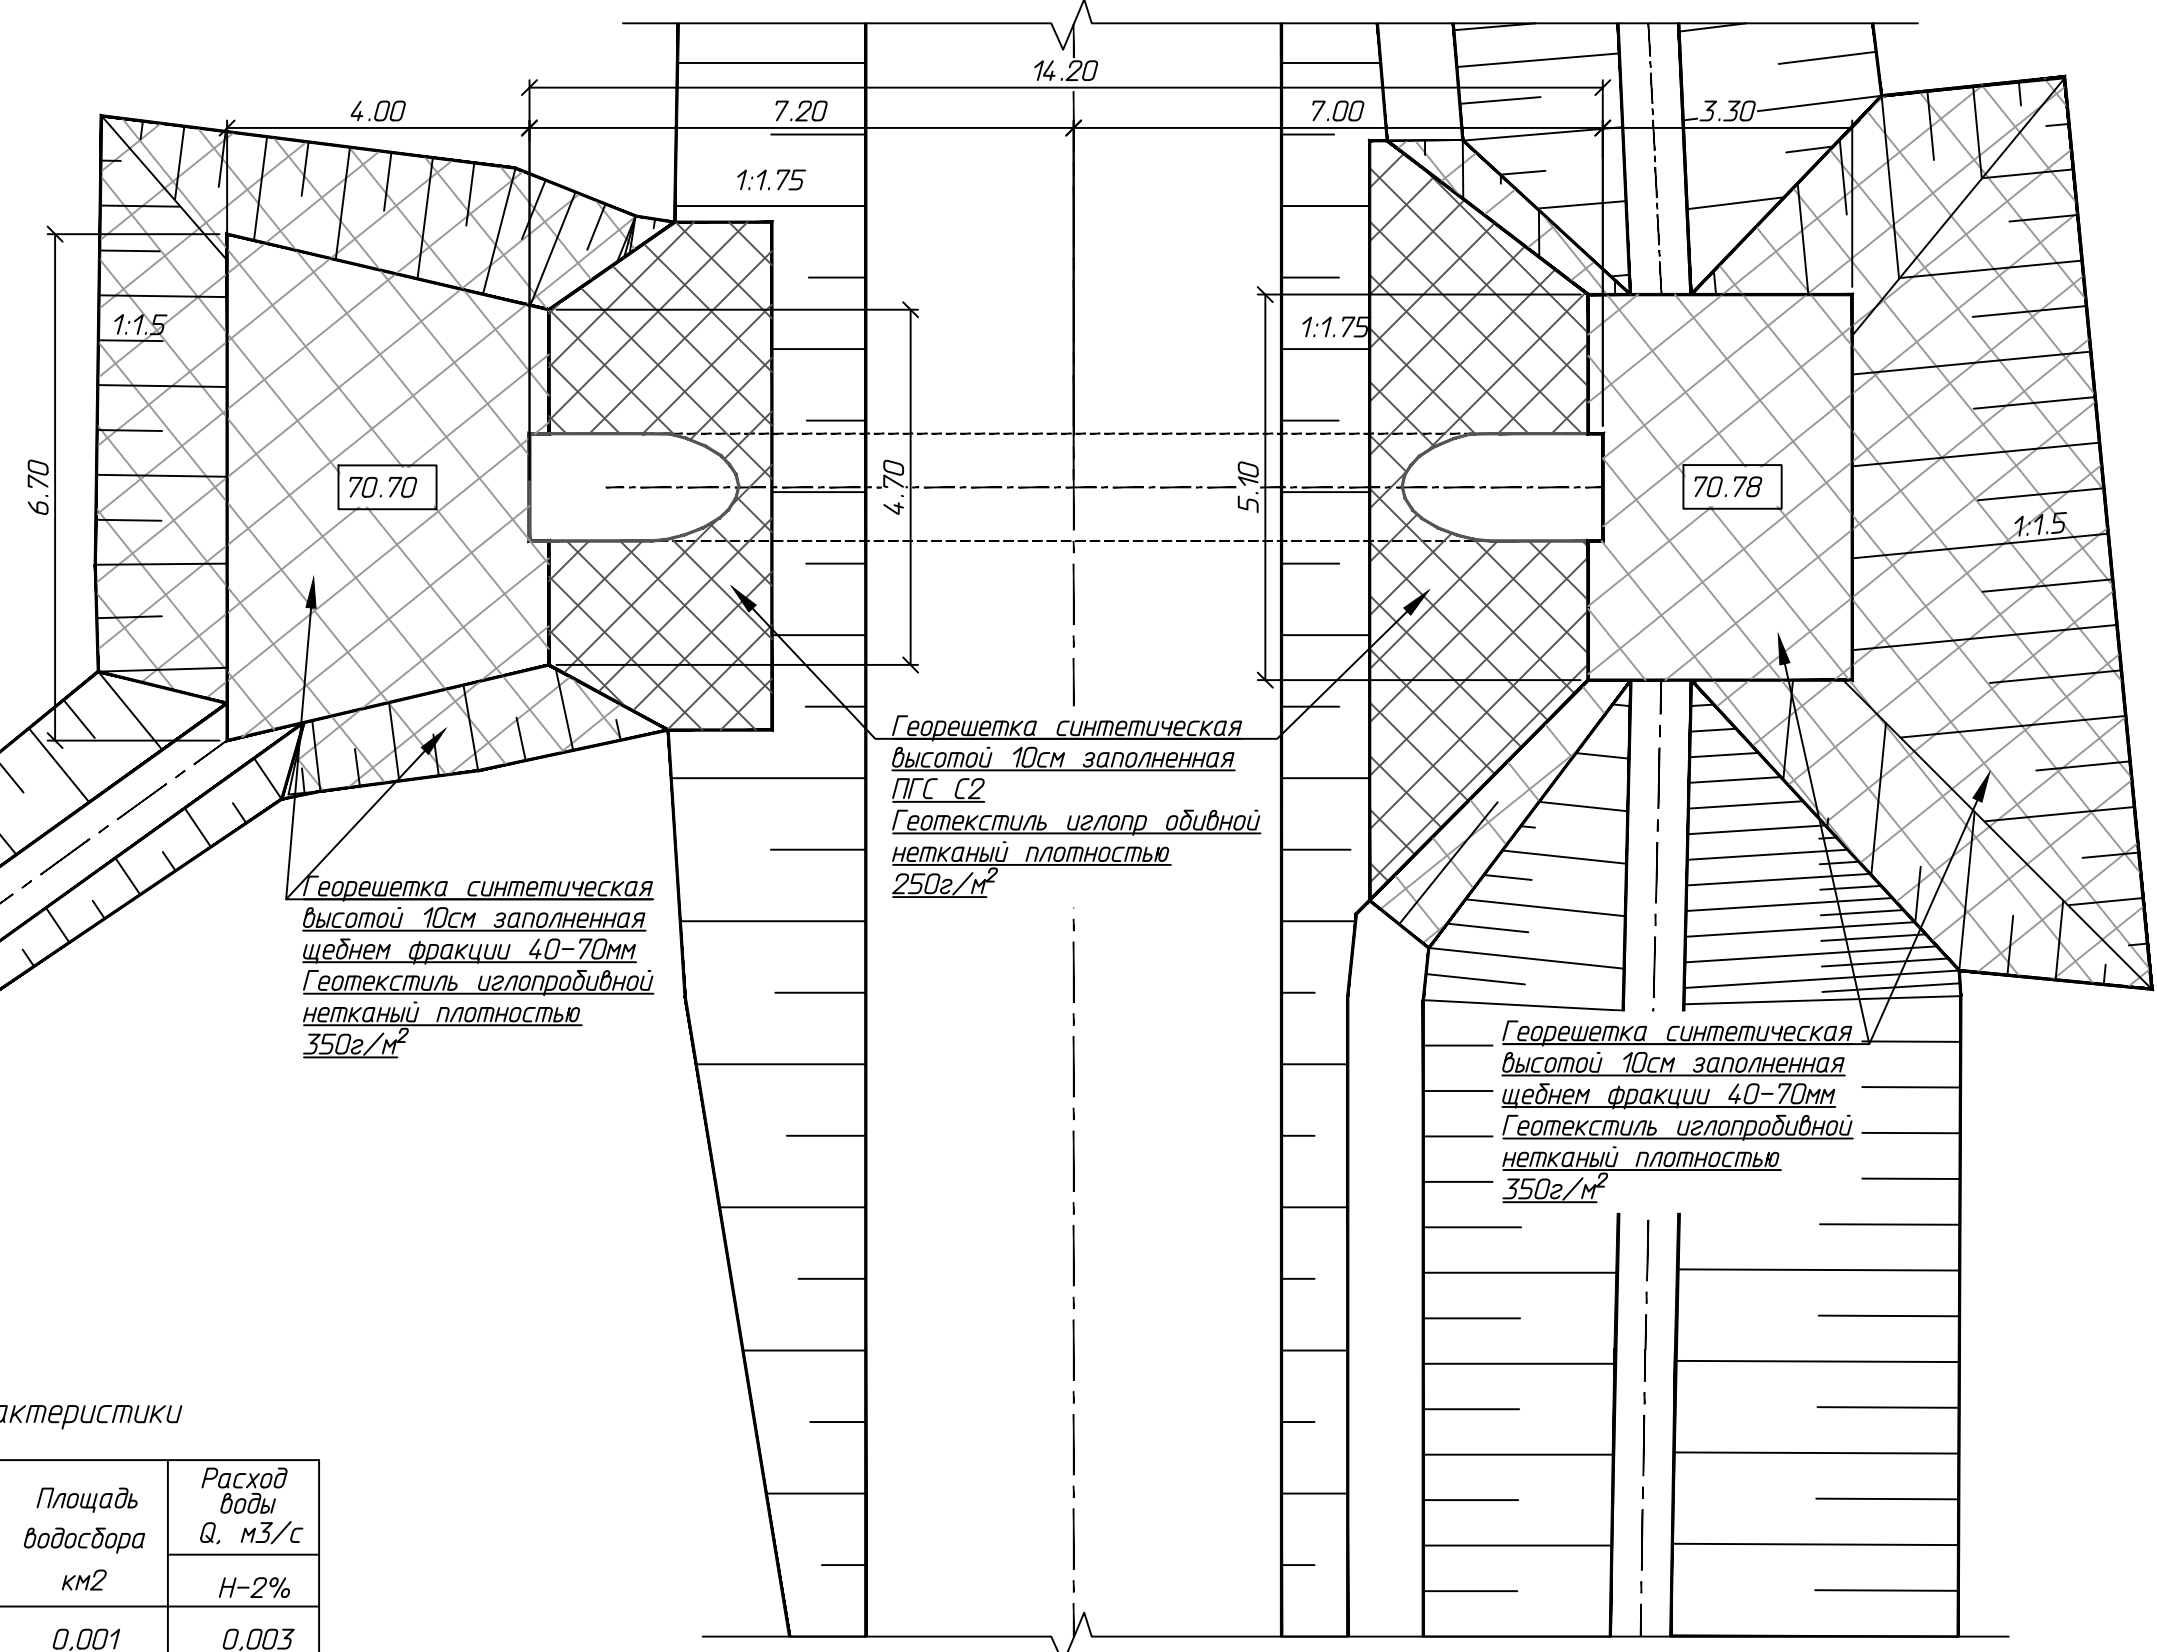 14.20
4.00
7.20
7.00
3.30
1:1.75
1:1.5
1:1.75
6.70
70.70
4.70
5.10
70.78
1:1.5
Георешетка синтетическая
высотой 10см заполненная
ПГС С2
Геотекстиль иглопр обивной
нетканый плотностью
250г/м²
Георешетка синтетическая
высотой 10см заполненная
щебнем фракции 40-70мм
Геотекстиль иглопробивной
нетканый плотностью
350г/м²
Георешетка синтетическая
высотой 10см заполненная
щебнем фракции 40-70мм
Геотекстиль иглопробивной
нетканый плотностью
350г/м²
актеристики
Площадь
водосбора
км2
Расход
воды
Q, м3/с
Н-2%
0,001
0,003